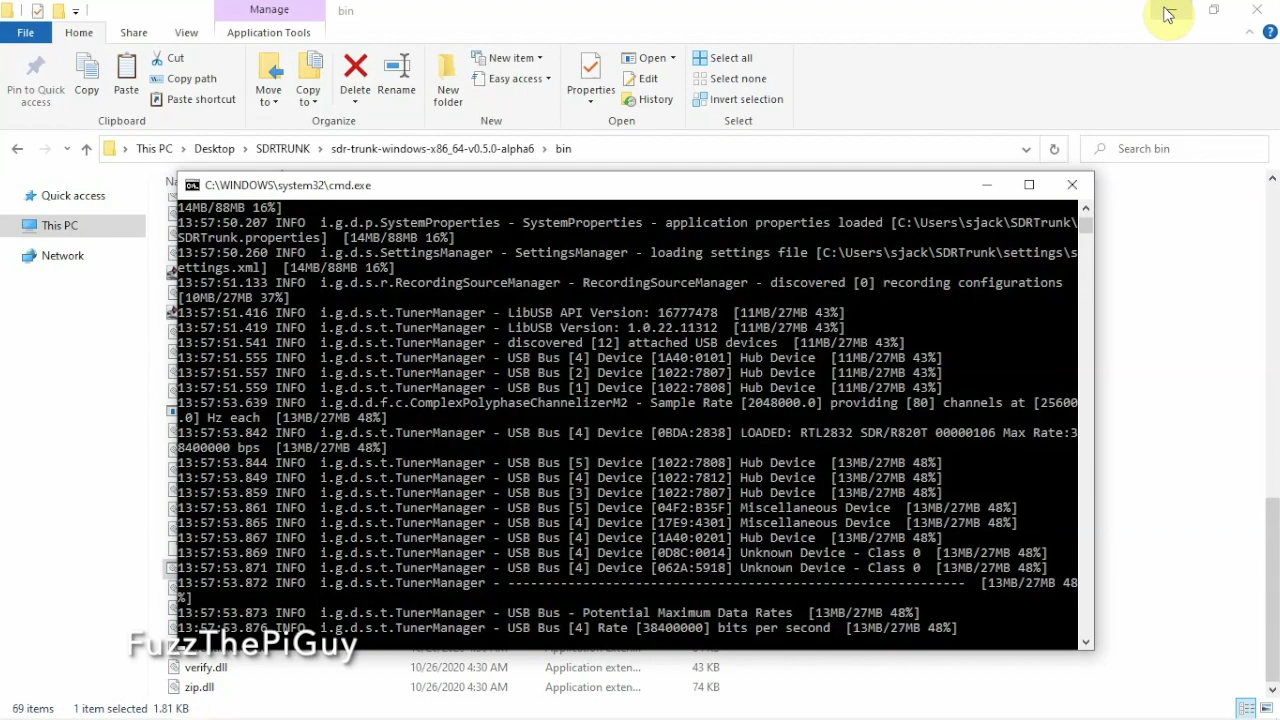 Manage
bin
File
Home
Share
View
Application Tools
Pin to Quick access
Copy
Paste
Cut
Copy path
Paste shortcut
Move to
Copy to
Delete
Rename
New folder
New item
Easy access
Properties
Open
Edit
History
Select all
Select none
Invert selection
Clipboard
Organize
New
Open
Select
This PC > Desktop > SDRTRUNK > sdr-trunk-windows-x86_64-v0.5.0-alpha6 > bin
Search bin
Quick access
This PC
Network
C:\WINDOWS\system32\cmd.exe
14MB/88MB 16%]
13:57:50.207 INFO  i.g.d.p.SystemProperties - SystemProperties - application properties loaded [C:\Users\sjack\SDRTrunk\
SDRTrunk.properties]  [14MB/88MB 16%]
13:57:50.260 INFO  i.g.d.s.SettingsManager - SettingsManager - loading settings file [C:\Users\sjack\SDRTrunk\settings\s
ettings.xml]  [14MB/88MB 16%]
13:57:51.133 INFO  i.g.d.s.r.RecordingSourceManager - RecordingSourceManager - discovered [0] recording configurations
[10MB/27MB 37%]
13:57:51.416 INFO  i.g.d.s.t.TunerManager - LibUSB API Version: 16777478  [11MB/27MB 43%]
13:57:51.419 INFO  i.g.d.s.t.TunerManager - LibUSB Version: 1.0.22.11312  [11MB/27MB 43%]
13:57:51.541 INFO  i.g.d.s.t.TunerManager - discovered [12] attached USB devices  [11MB/27MB 43%]
13:57:51.555 INFO  i.g.d.s.t.TunerManager - USB Bus [4] Device [1A40:0101] Hub Device  [11MB/27MB 43%]
13:57:51.557 INFO  i.g.d.s.t.TunerManager - USB Bus [2] Device [1022:7807] Hub Device  [11MB/27MB 43%]
13:57:51.559 INFO  i.g.d.s.t.TunerManager - USB Bus [1] Device [1022:7808] Hub Device  [11MB/27MB 43%]
13:57:53.639 INFO  i.g.d.d.f.c.ComplexPolyphaseChannelizerM2 - Sample Rate [2048000.0] providing [80] channels at [25600
.0] Hz each  [13MB/27MB 48%]
13:57:53.842 INFO  i.g.d.s.t.TunerManager - USB Bus [4] Device [0BDA:2838] LOADED: RTL2832 SDR/R820T 00000106 Max Rate:3
8400000 bps  [13MB/27MB 48%]
13:57:53.844 INFO  i.g.d.s.t.TunerManager - USB Bus [5] Device [1022:7808] Hub Device  [13MB/27MB 48%]
13:57:53.849 INFO  i.g.d.s.t.TunerManager - USB Bus [4] Device [1022:7812] Hub Device  [13MB/27MB 48%]
13:57:53.859 INFO  i.g.d.s.t.TunerManager - USB Bus [3] Device [1022:7807] Hub Device  [13MB/27MB 48%]
13:57:53.861 INFO  i.g.d.s.t.TunerManager - USB Bus [5] Device [04F2:B35F] Miscellaneous Device  [13MB/27MB 48%]
13:57:53.865 INFO  i.g.d.s.t.TunerManager - USB Bus [4] Device [17E9:4301] Miscellaneous Device  [13MB/27MB 48%]
13:57:53.867 INFO  i.g.d.s.t.TunerManager - USB Bus [4] Device [1A40:0201] Hub Device  [13MB/27MB 48%]
13:57:53.869 INFO  i.g.d.s.t.TunerManager - USB Bus [4] Device [0D8C:0014] Unknown Device - Class 0  [13MB/27MB 48%]
13:57:53.871 INFO  i.g.d.s.t.TunerManager - USB Bus [4] Device [062A:5918] Unknown Device - Class 0  [13MB/27MB 48%]
13:57:53.872 INFO  i.g.d.s.t.TunerManager - -------------------------------------------------------------  [13MB/27MB 48
%]
13:57:53.873 INFO  i.g.d.s.t.TunerManager - USB Bus - Potential Maximum Data Rates  [13MB/27MB 48%]
13:57:53.876 INFO  i.g.d.s.t.TunerManager - USB Bus [4] Rate [38400000] bits per second  [13MB/27MB 48%]
FuzzThePiGuy
verify.dll 10/26/2020 4:30 AM Application exten... 43 KB
zip.dll 10/26/2020 4:30 AM Application exten... 74 KB
69 items 1 item selected 1.81 KB